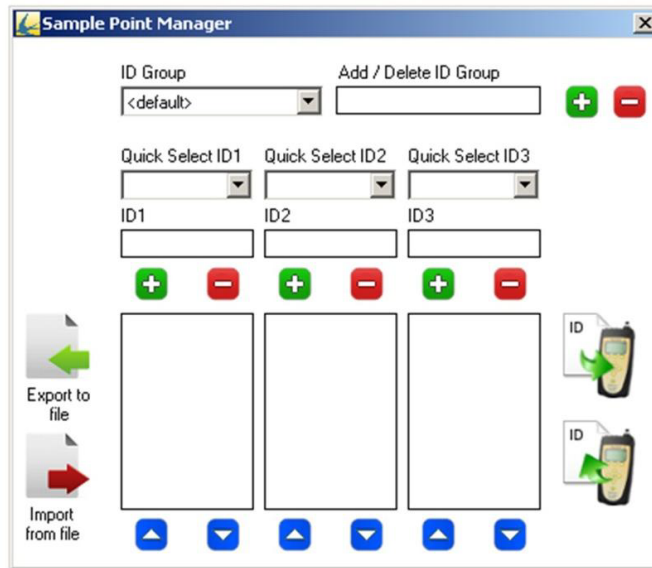 Sample Point Manager
ID Group
Add / Delete ID Group
<default>
Quick Select ID1
Quick Select ID2
Quick Select ID3
ID1
ID2
ID3
Export to
file
Import
from file
ID
ID